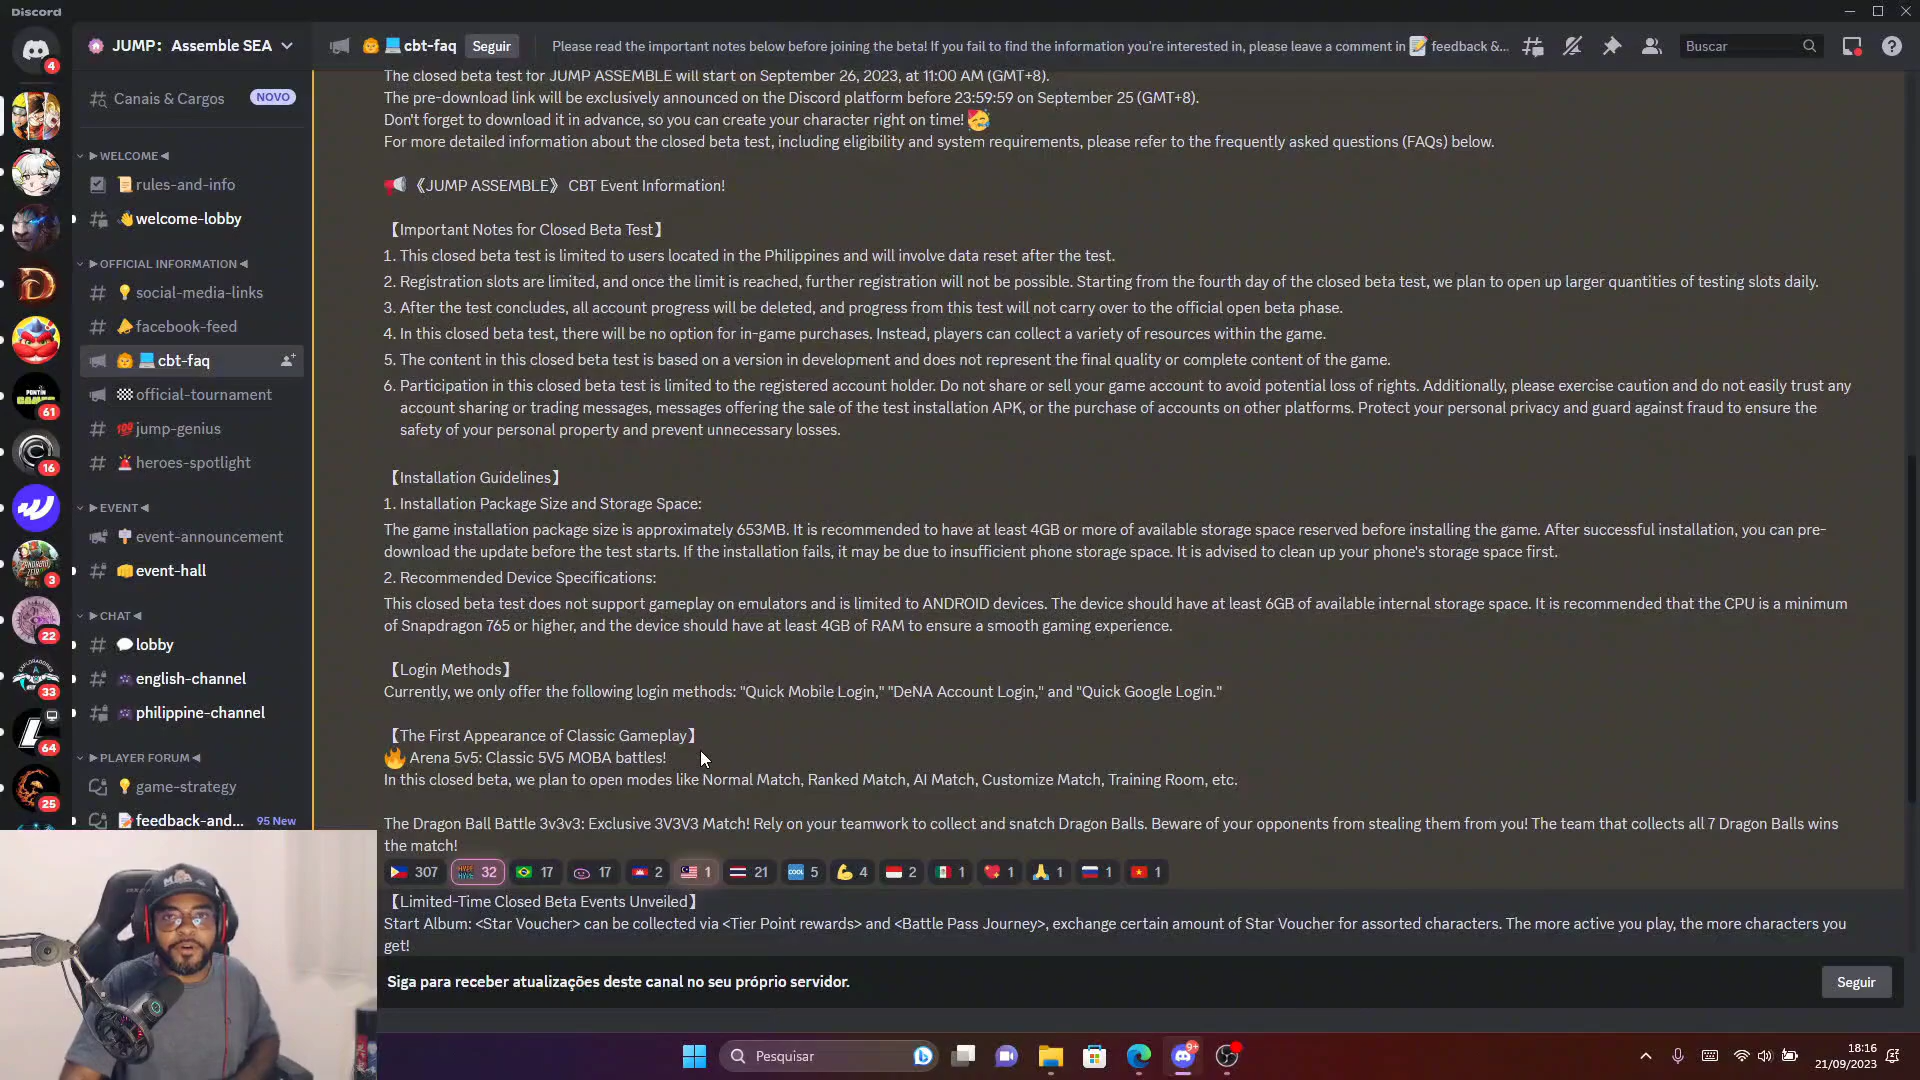 Discord
JUMP: Assemble SEA
cbt-faq
Seguir
Please read the important notes below before joining the beta! If you fail to find the information you're interested in, please leave a comment in feedback &...
Buscar
4
Canais & Cargos
NOVO
WELCOME
rules-and-info
welcome-lobby
OFFICIAL INFORMATION
social-media-links
facebook-feed
cbt-faq
official-tournament
jump-genius
heroes-spotlight
EVENT
event-announcement
event-hall
CHAT
lobby
english-channel
philippine-channel
PLAYER FORUM
game-strategy
feedback-and...
95 New
61
16
3
22
33
64
25
The closed beta test for JUMP ASSEMBLE will start on September 26, 2023, at 11:00 AM (GMT+8).
The pre-download link will be exclusively announced on the Discord platform before 23:59:59 on September 25 (GMT+8).
Don't forget to download it in advance, so you can create your character right on time!
For more detailed information about the closed beta test, including eligibility and system requirements, please refer to the frequently asked questions (FAQs) below.
《JUMP ASSEMBLE》 CBT Event Information!
【Important Notes for Closed Beta Test】
1. This closed beta test is limited to users located in the Philippines and will involve data reset after the test.
2. Registration slots are limited, and once the limit is reached, further registration will not be possible. Starting from the fourth day of the closed beta test, we plan to open up larger quantities of testing slots daily.
3. After the test concludes, all account progress will be deleted, and progress from this test will not carry over to the official open beta phase.
4. In this closed beta test, there will be no option for in-game purchases. Instead, players can collect a variety of resources within the game.
5. The content in this closed beta test is based on a version in development and does not represent the final quality or complete content of the game.
6. Participation in this closed beta test is limited to the registered account holder. Do not share or sell your game account to avoid potential loss of rights. Additionally, please exercise caution and do not easily trust any
account sharing or trading messages, messages offering the sale of the test installation APK, or the purchase of accounts on other platforms. Protect your personal privacy and guard against fraud to ensure the
safety of your personal property and prevent unnecessary losses.
【Installation Guidelines】
1. Installation Package Size and Storage Space:
The game installation package size is approximately 653MB. It is recommended to have at least 4GB or more of available storage space reserved before installing the game. After successful installation, you can pre-
download the update before the test starts. If the installation fails, it may be due to insufficient phone storage space. It is advised to clean up your phone's storage space first.
2. Recommended Device Specifications:
This closed beta test does not support gameplay on emulators and is limited to ANDROID devices. The device should have at least 6GB of available internal storage space. It is recommended that the CPU is a minimum
of Snapdragon 765 or higher, and the device should have at least 4GB of RAM to ensure a smooth gaming experience.
【Login Methods】
Currently, we only offer the following login methods: "Quick Mobile Login," "DeNA Account Login," and "Quick Google Login."
【The First Appearance of Classic Gameplay】
Arena 5v5: Classic 5V5 MOBA battles!
In this closed beta, we plan to open modes like Normal Match, Ranked Match, AI Match, Customize Match, Training Room, etc.
The Dragon Ball Battle 3v3v3: Exclusive 3V3V3 Match! Rely on your teamwork to collect and snatch Dragon Balls. Beware of your opponents from stealing them from you! The team that collects all 7 Dragon Balls wins
the match!
307 32 17 17 2 1 21 5 4 2 1 1 1 1 1
【Limited-Time Closed Beta Events Unveiled】
Start Album: <Star Voucher> can be collected via <Tier Point rewards> and <Battle Pass Journey>, exchange certain amount of Star Voucher for assorted characters. The more active you play, the more characters you
get!
Siga para receber atualizações deste canal no seu próprio servidor.
Seguir
Pesquisar
9+
18:16
21/09/2023